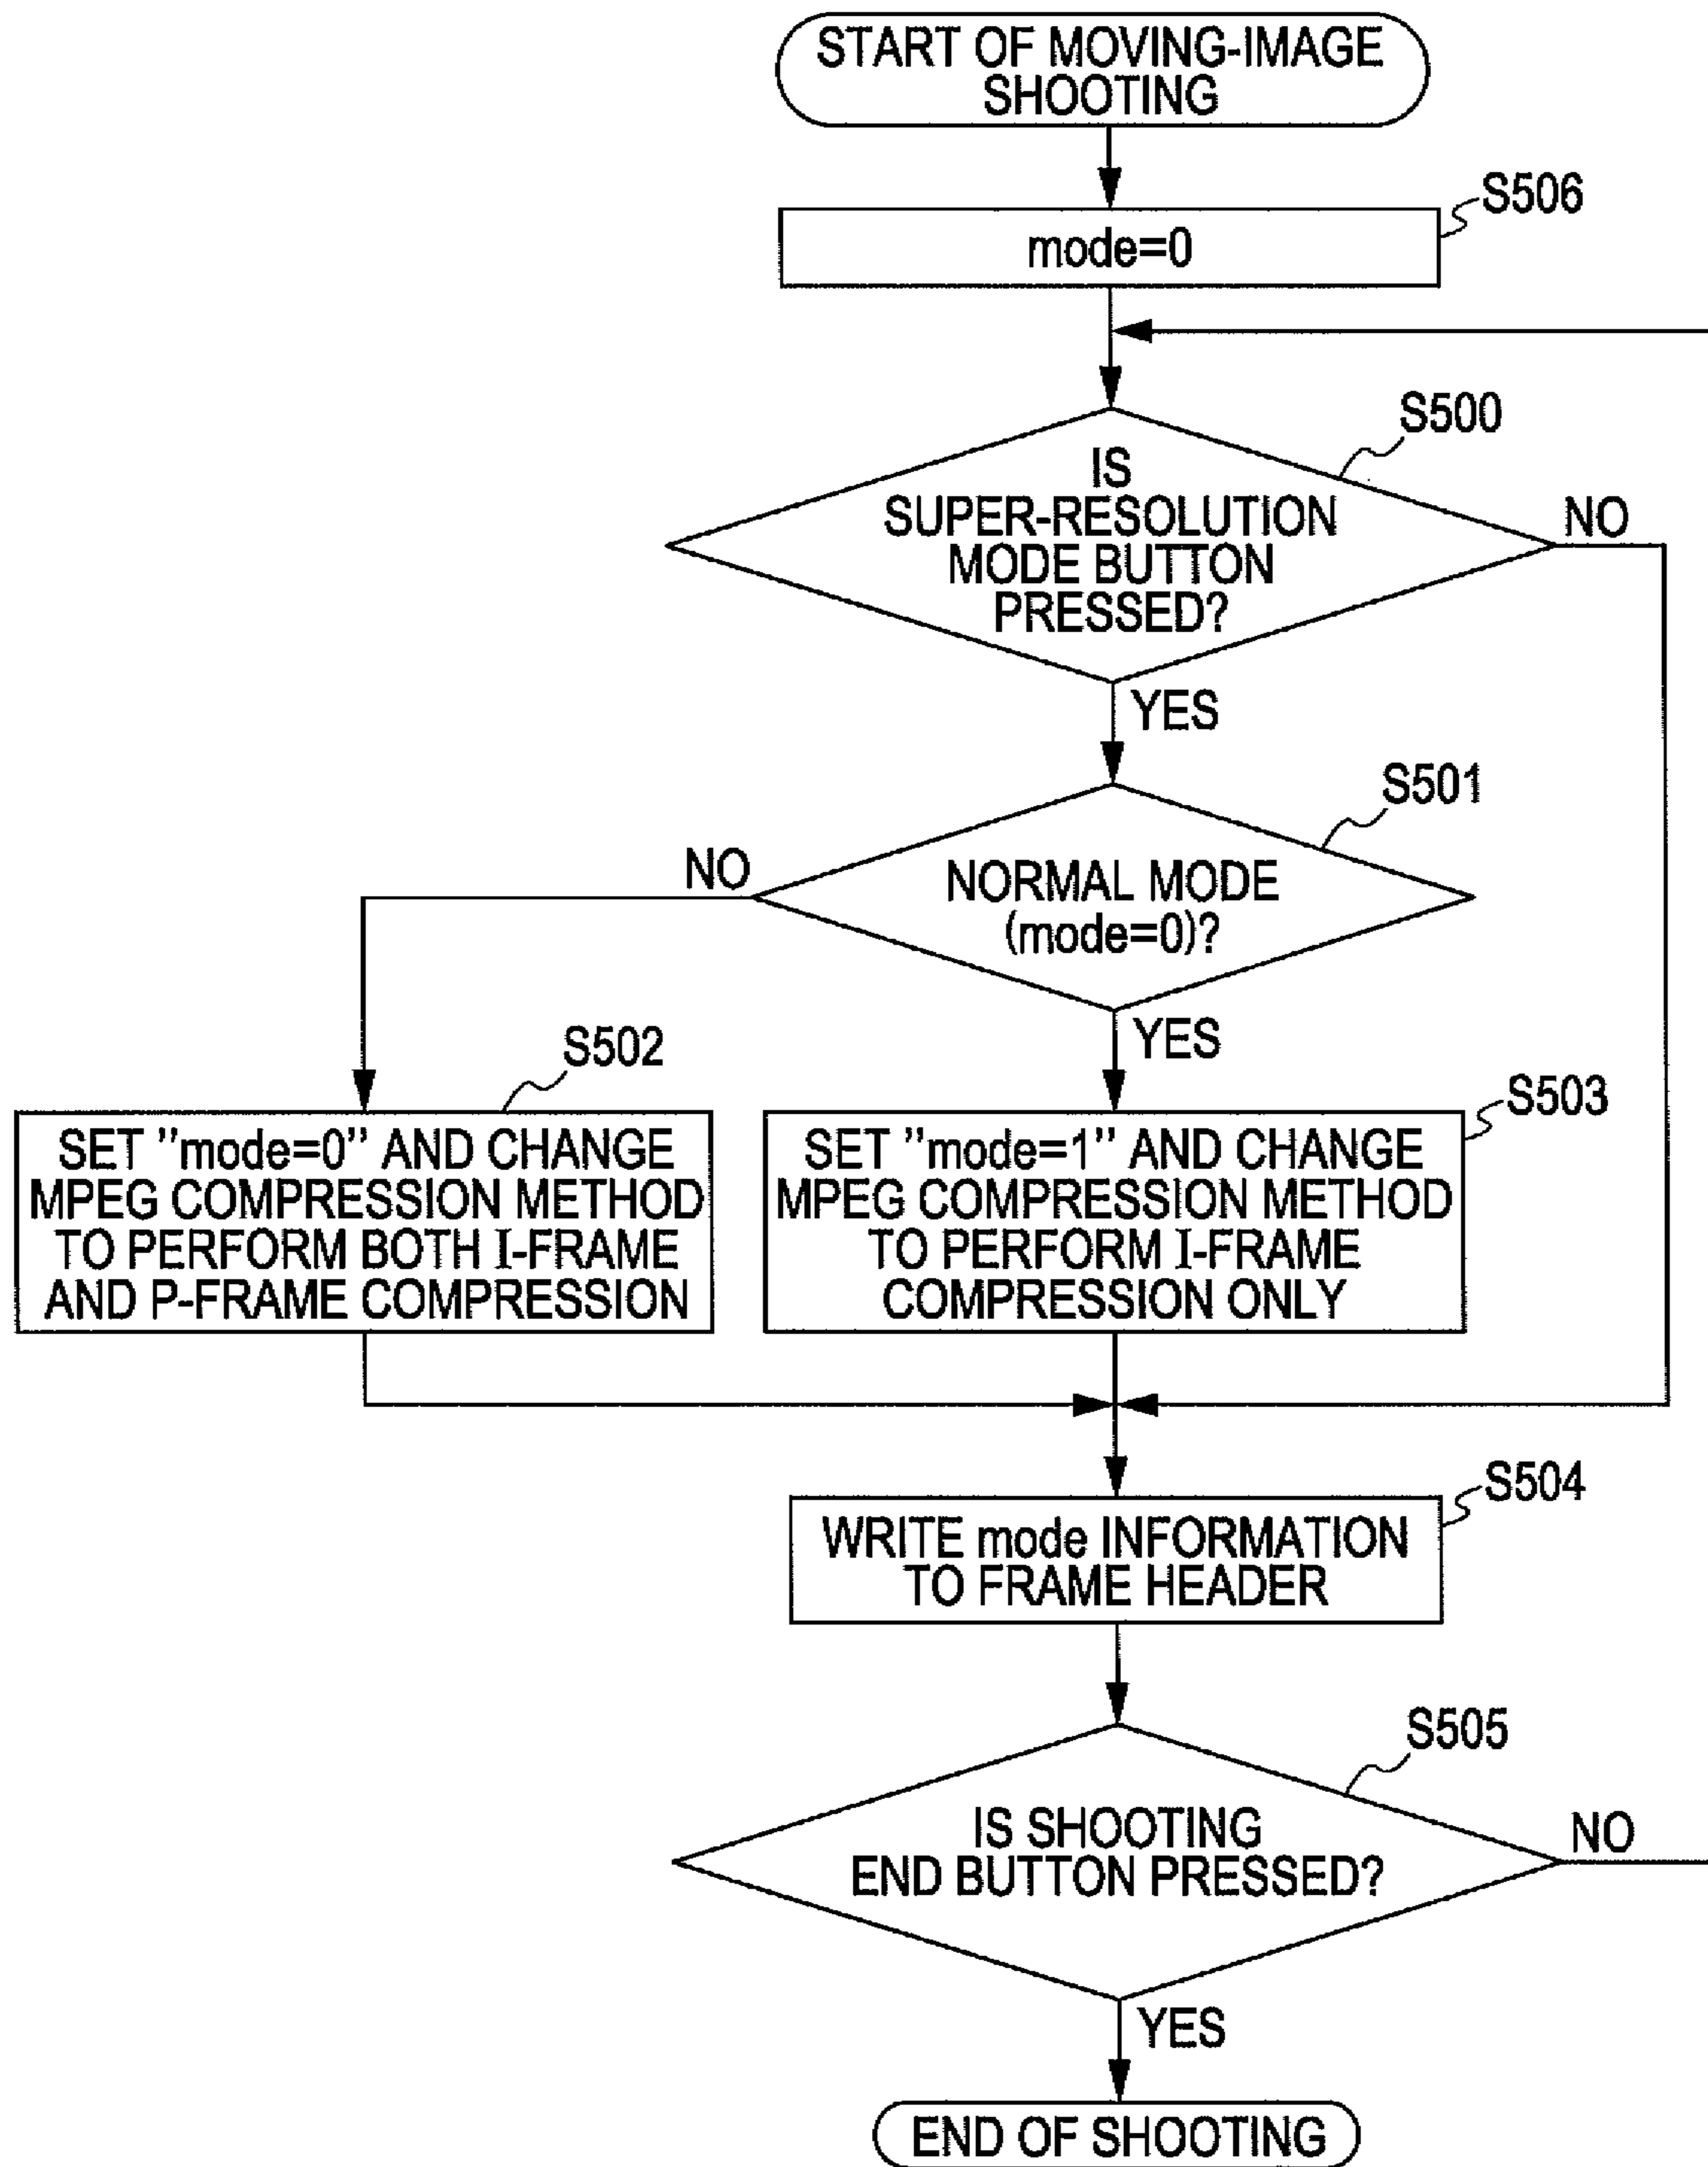 START OF MOVING-IMAGE
SHOOTING
S506
mode=0
S500
IS
SUPER-RESOLUTION
MODE BUTTON
PRESSED?
NO
YES
S501
NORMAL MODE
(mode=0)?
NO
YES
S502
SET "mode=0" AND CHANGE
MPEG COMPRESSION METHOD
TO PERFORM BOTH I-FRAME
AND P-FRAME COMPRESSION
S503
SET "mode=1" AND CHANGE
MPEG COMPRESSION METHOD
TO PERFORM I-FRAME
COMPRESSION ONLY
S504
WRITE mode INFORMATION
TO FRAME HEADER
S505
IS SHOOTING
END BUTTON PRESSED?
NO
YES
END OF SHOOTING